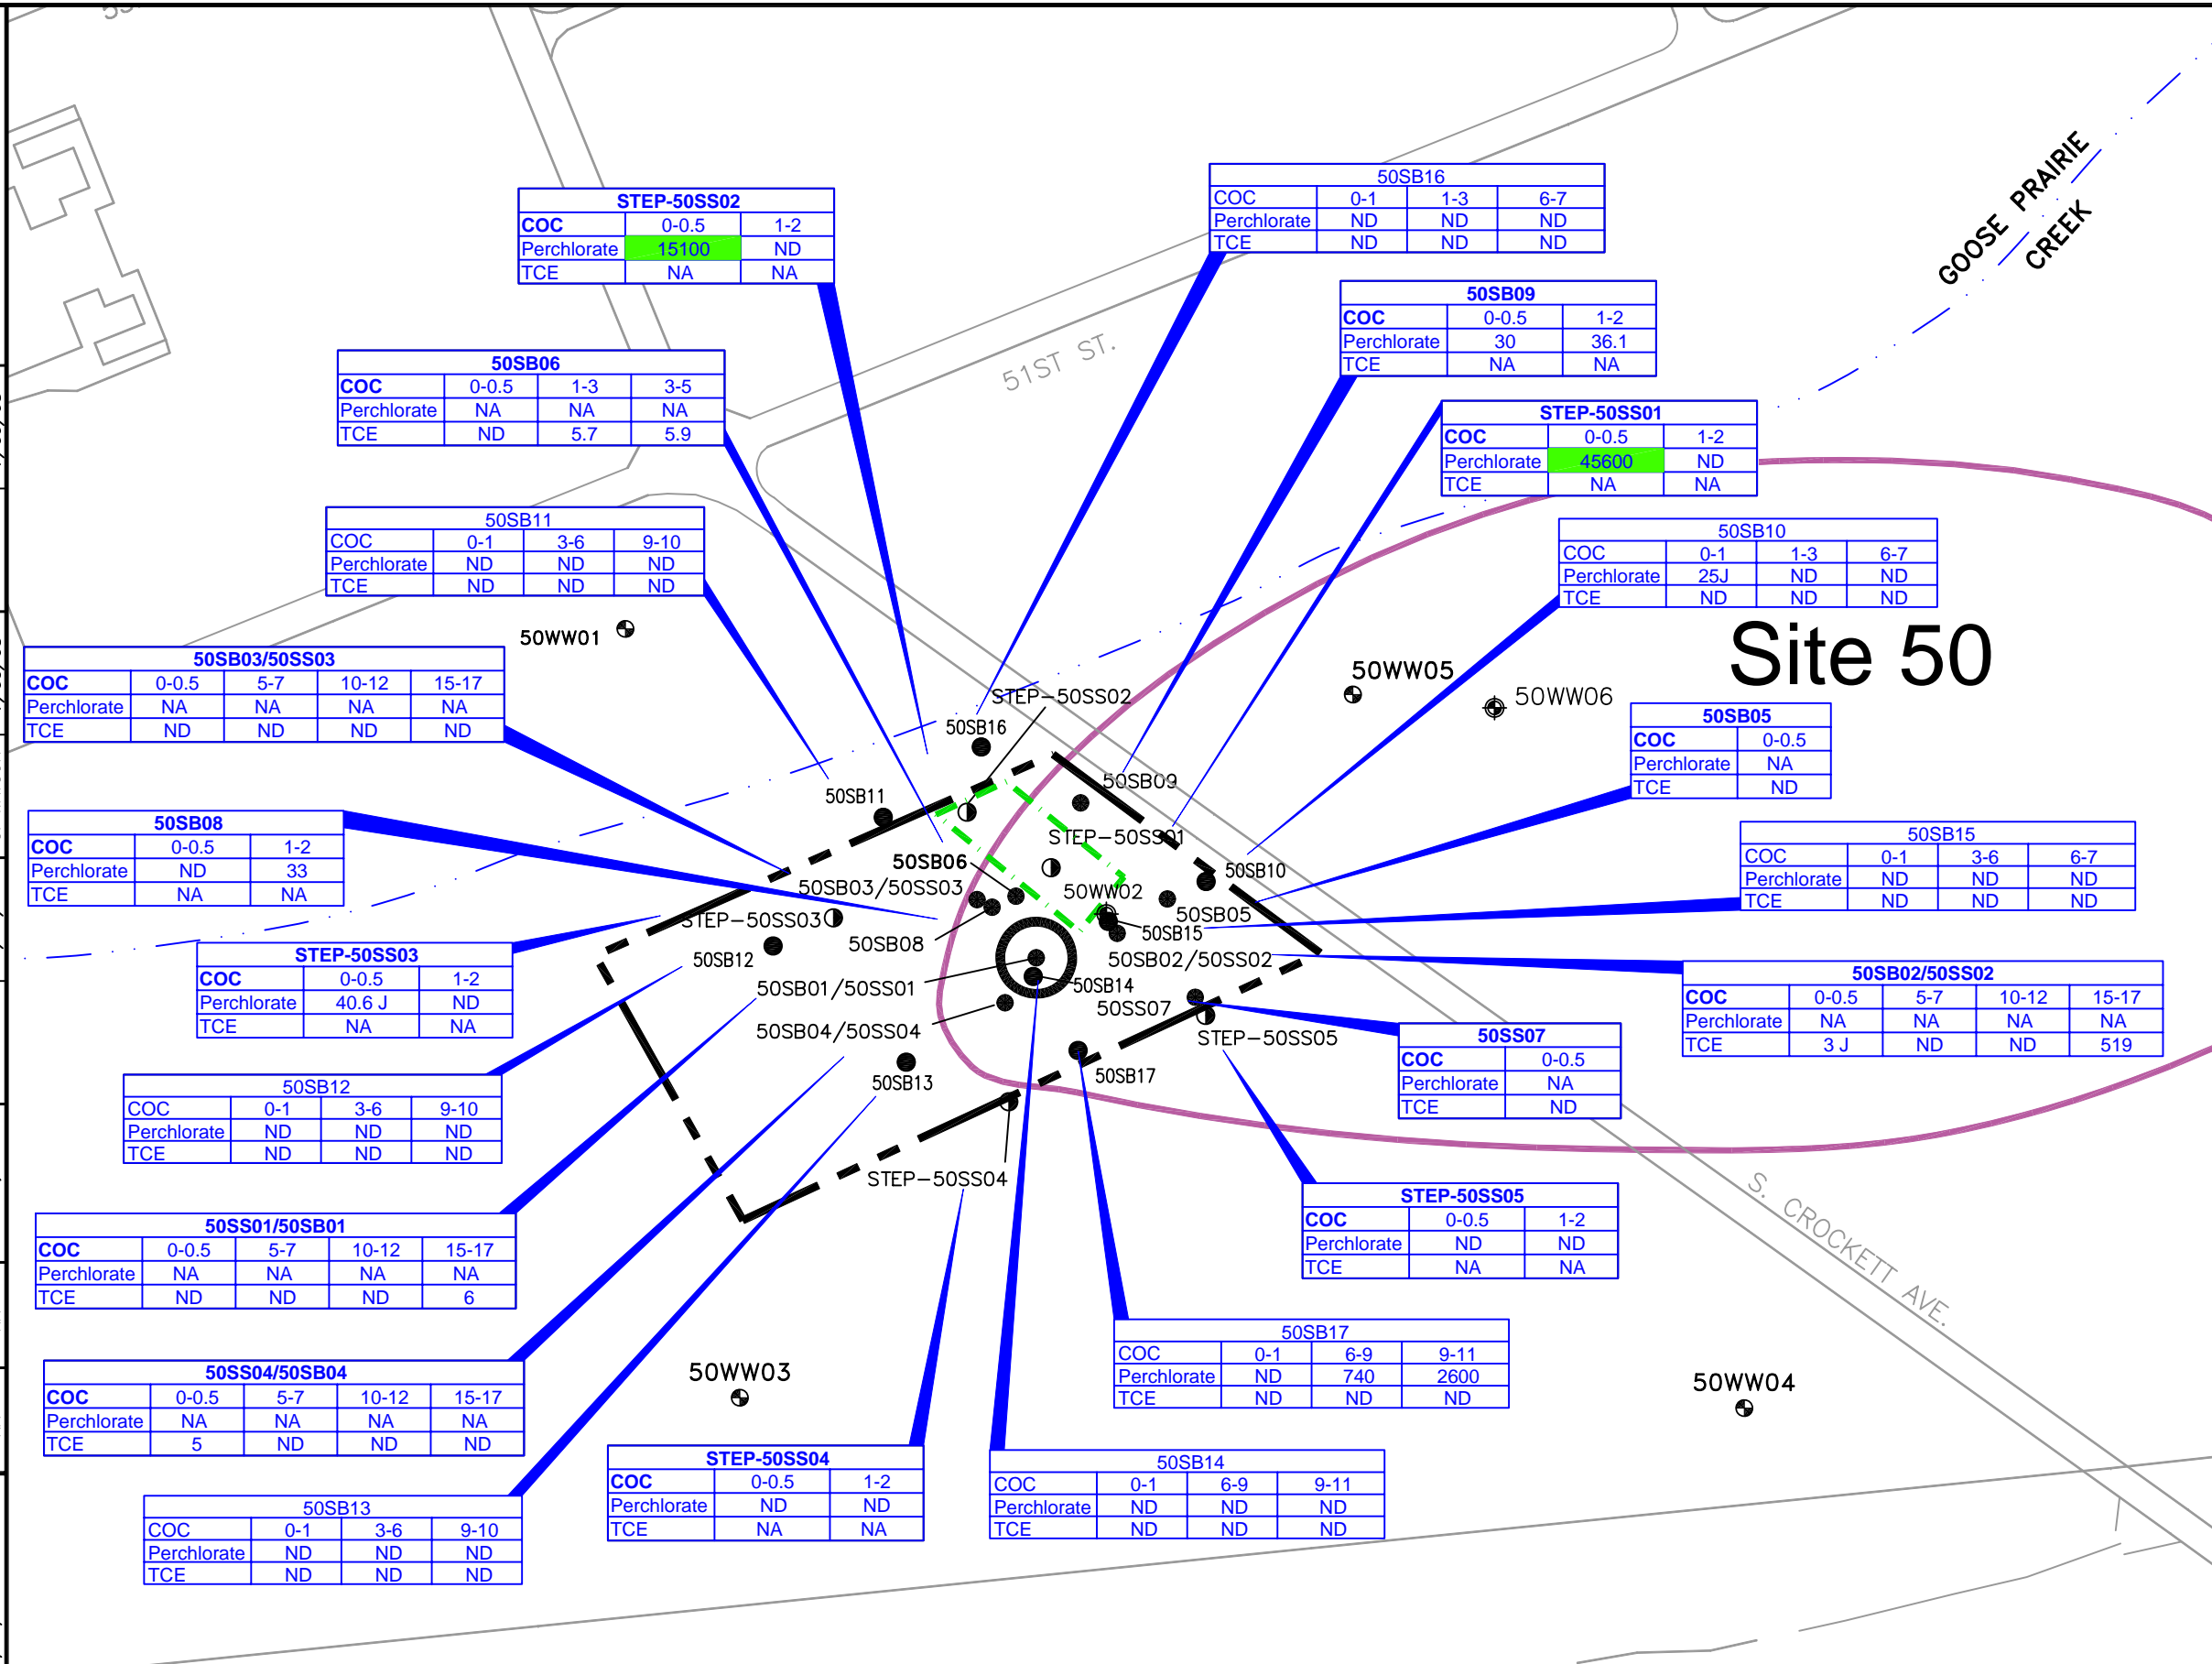 STEP-50SS02
COC 0-0.5 1-2
Perchlorate 15100 ND
TCE NA NA
50SB16
COC 0-1 1-3 6-7
Perchlorate ND ND ND
TCE ND ND ND
GOOSE PRAIRIE
CREEK
50SB09
COC 0-0.5 1-2
Perchlorate 30 36.1
TCE NA NA
51ST ST.
50SB06
COC 0-0.5 1-3 3-5
Perchlorate NA NA NA
TCE ND 5.7 5.9
STEP-50SS01
COC 0-0.5 1-2
Perchlorate 45600 ND
TCE NA NA
50SB11
COC 0-1 3-6 9-10
Perchlorate ND ND ND
TCE ND ND ND
50SB10
COC 0-1 1-3 6-7
Perchlorate 25J ND ND
TCE ND ND ND
Site 50
50WW01
50SB03/50SS03
COC 0-0.5 5-7 10-12 15-17
Perchlorate NA NA NA NA
TCE ND ND ND ND
50WW05
50WW06
STEP-50SS02
50SB16
50SB05
COC 0-0.5
Perchlorate NA
TCE ND
50SB09
50SB11
50SB08
COC 0-0.5 1-2
Perchlorate ND 33
TCE NA NA
STEP-50SS01
50SB15
COC 0-1 3-6 6-7
Perchlorate ND ND ND
TCE ND ND ND
50SB06
50SB10
50SB03/50SS03
50WW02
50SB05
STEP-50SS03
50SB15
50SB08
50SB12
50SB02/50SS02
STEP-50SS03
COC 0-0.5 1-2
Perchlorate 40.6 J ND
TCE NA NA
50SB02/50SS02
COC 0-0.5 5-7 10-12 15-17
Perchlorate NA NA NA NA
TCE 3 J ND ND 519
50SB01/50SS01
50SB14
50SS07
50SB04/50SS04
STEP-50SS05
50SS07
COC 0-0.5
Perchlorate NA
TCE ND
50SB13
50SB17
50SB12
COC 0-1 3-6 9-10
Perchlorate ND ND ND
TCE ND ND ND
STEP-50SS04
STEP-50SS05
COC 0-0.5 1-2
Perchlorate ND ND
TCE NA NA
S. CROCKETT AVE.
50SS01/50SB01
COC 0-0.5 5-7 10-12 15-17
Perchlorate NA NA NA NA
TCE ND ND ND 6
50SB17
COC 0-1 6-9 9-11
Perchlorate ND 740 2600
TCE ND ND ND
50SS04/50SB04
COC 0-0.5 5-7 10-12 15-17
Perchlorate NA NA NA NA
TCE 5 ND ND ND
50WW03
50WW04
STEP-50SS04
COC 0-0.5 1-2
Perchlorate ND ND
TCE NA NA
50SB14
COC 0-1 6-9 9-11
Perchlorate ND ND ND
TCE ND ND ND
50SB13
COC 0-1 3-6 9-10
Perchlorate ND ND ND
TCE ND ND ND